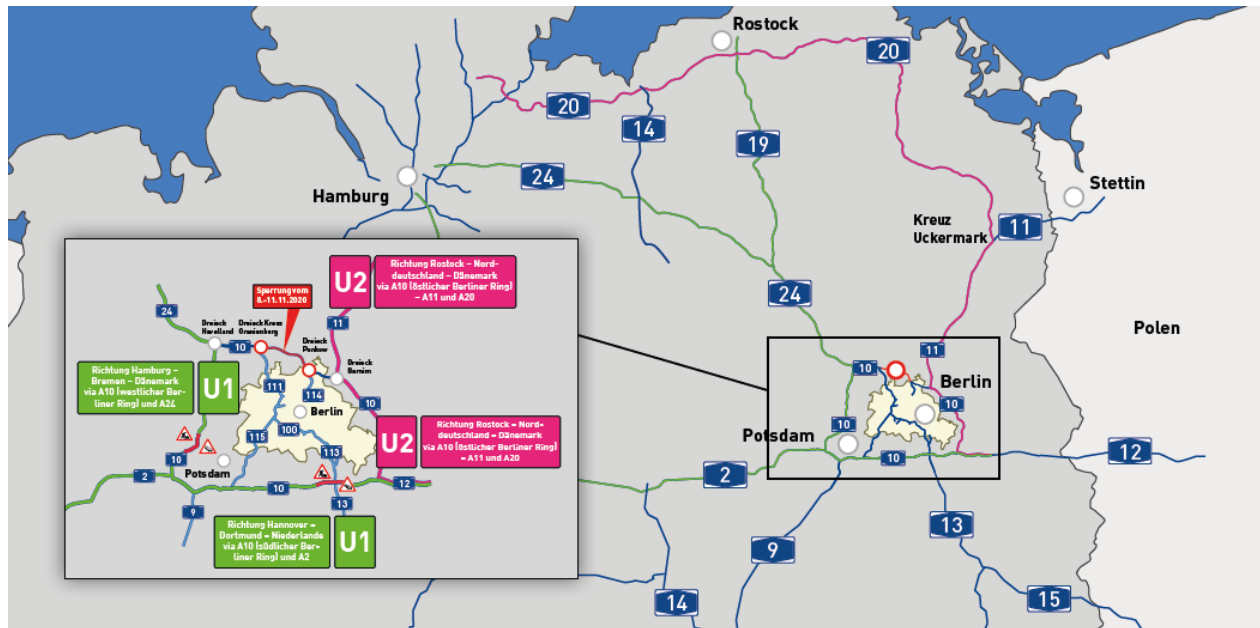 Rostock
20
20
14
19
24
Hamburg
Stettin
Kreuz
Uckermark
11
24
Polen
11
10
Berlin
10
10
Potsdam
10
2
12
9
13
14
15
U2
Richtung Rostock – Nord-
deutschland – Dänemark
via A10 (östlicher Berliner Ring)
– A11 und A20
Sperrung vom
8.-11.11.2020
24
Dreieck
Havelland
Dreieck Kreuz
Oranienburg
10
11
Dreieck
Pankow
Dreieck
Barnim
Richtung Hamburg –
Bremen – Dänemark
via A10 (westlicher Ber-
liner Ring) und A24
U1
111
114
10
Berlin
115
100
113
U2
Richtung Rostock – Nord-
deutschland – Dänemark
via A10 (östlicher Berliner Ring)
– A11 und A20
10
Potsdam
2
10
12
9
13
Richtung Hannover –
Dortmund – Niederlande
via A10 (südlicher Ber-
liner Ring) und A2
U1